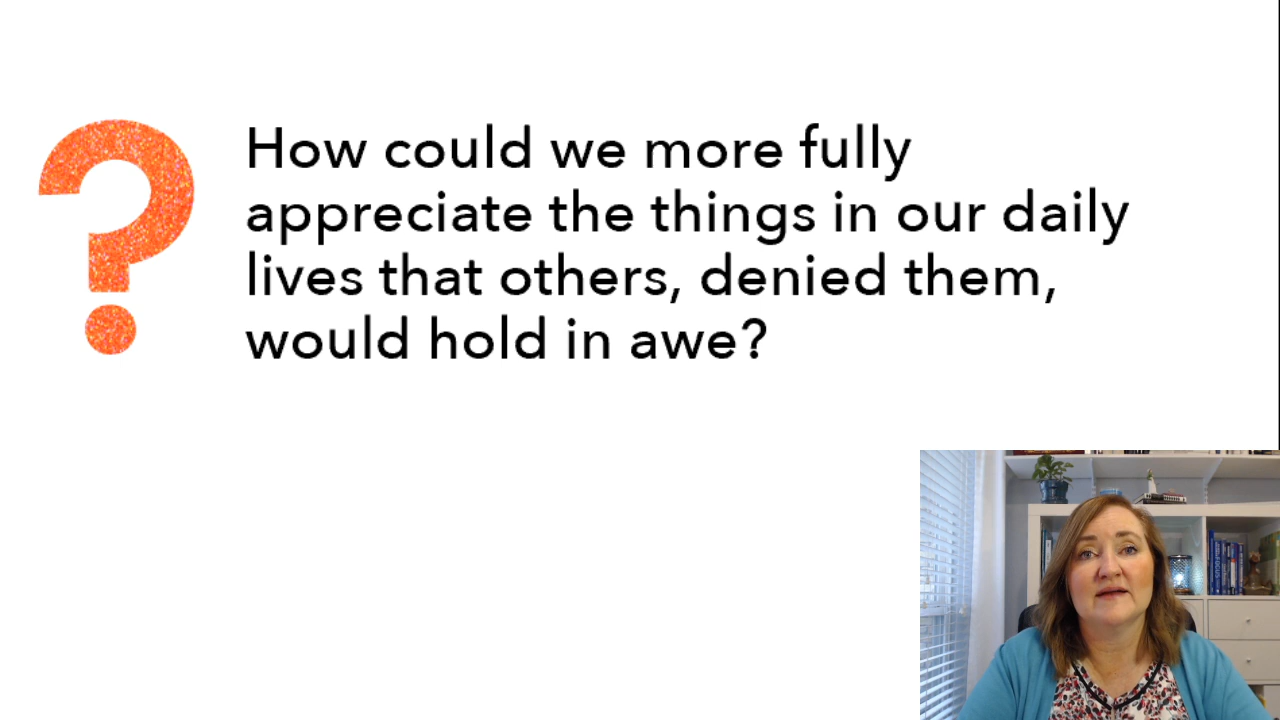 How could we more fully
appreciate the things in our daily
lives that others, denied them,
would hold in awe?